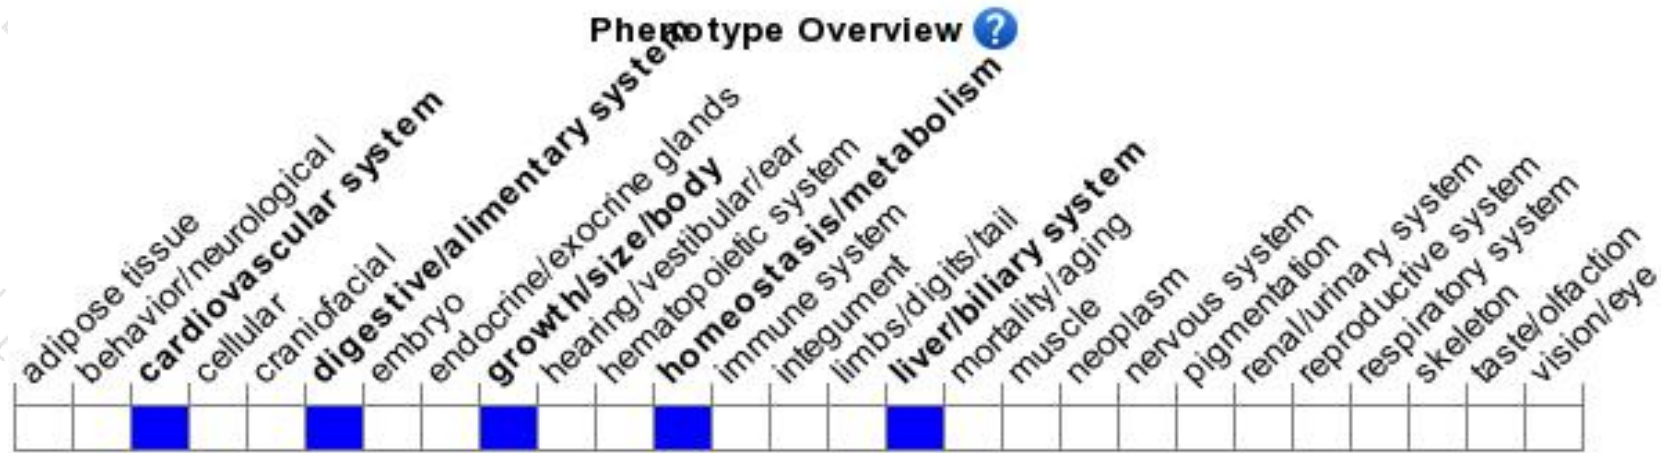 Phenotype Overview ?
adipose tissue
behavior/neurological
cardiovascular system
cellular
craniofacial
digestive/alimentary system
embryo
endocrine/exocrine glands
growth/size/body
hearing/vestibular/ear
hematopoietic system
homeostasis/metabolism
immune system
integument
limbs/digits/tail
liver/biliary system
mortality/aging
muscle
neoplasm
nervous system
pigmentation
renal/urinary system
reproductive system
respiratory system
skeleton
taste/olfaction
vision/eye